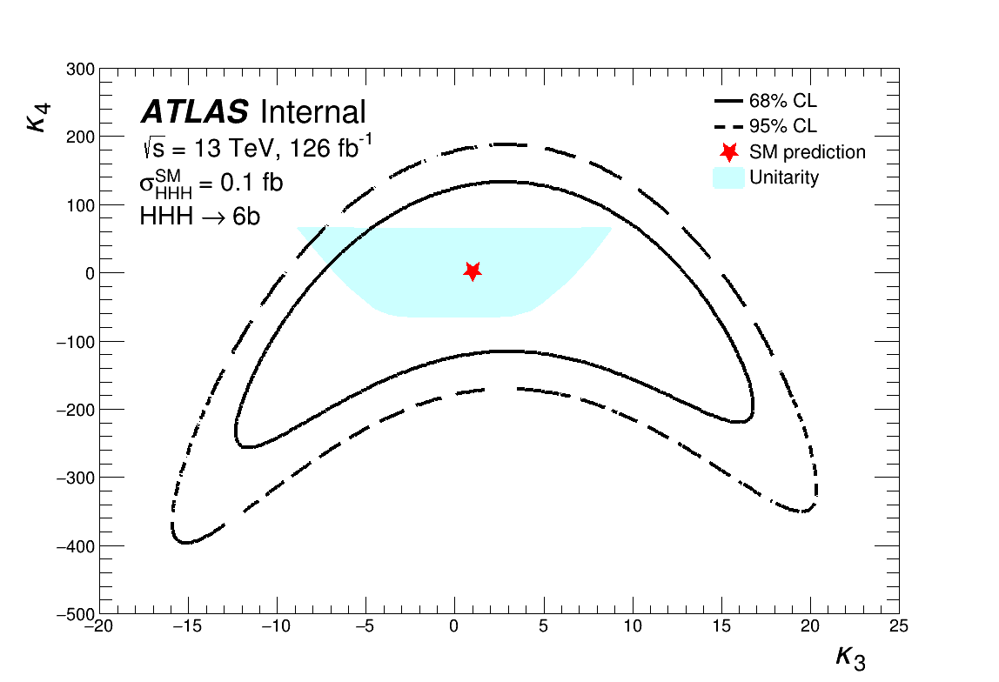 300
200
100
0
−100
−200
−300
−400
−500
κ4
ATLAS Internal
√s = 13 TeV, 126 fb⁻¹
σ^SM_HHH = 0.1 fb
HHH → 6b
68% CL
95% CL
SM prediction
Unitarity
−20 −15 −10 −5 0 5 10 15 20 25
κ3